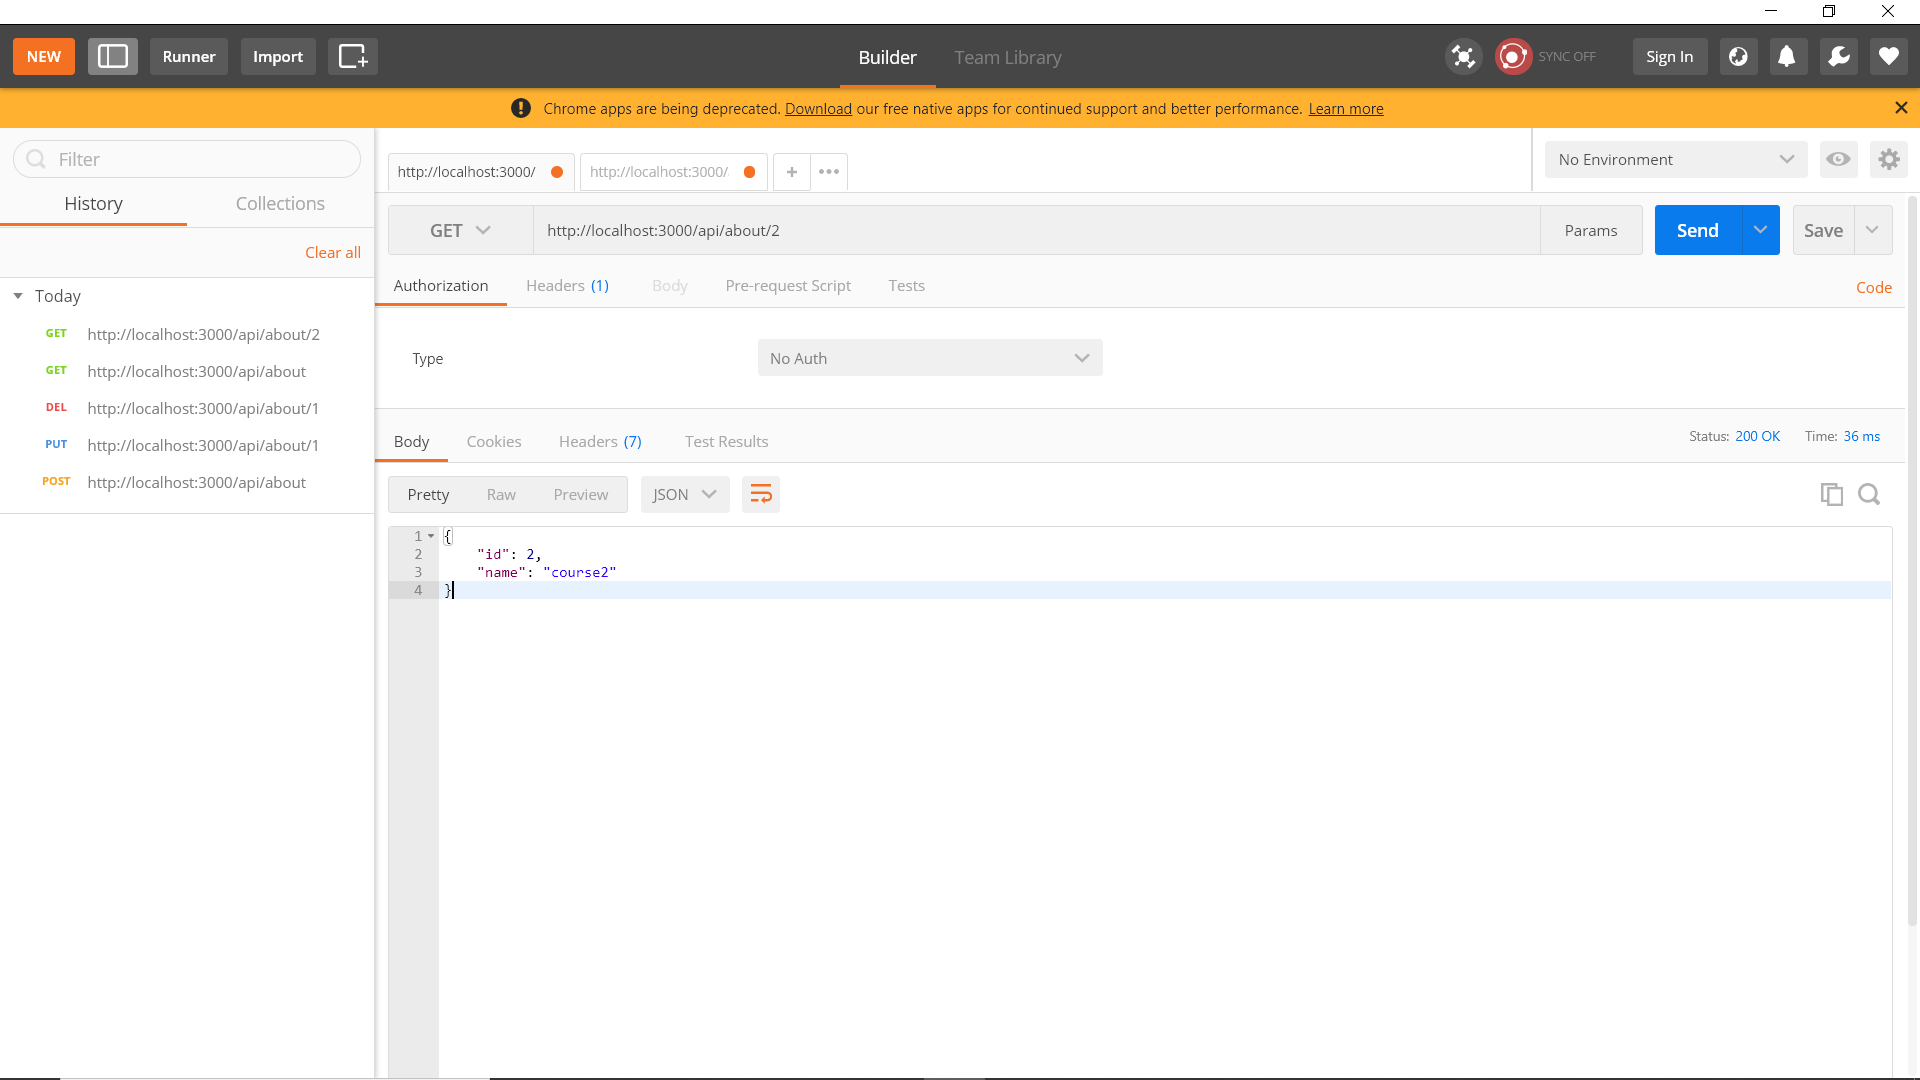 NEW Runner Import Builder Team Library SYNC OFF Sign In
Chrome apps are being deprecated. Download our free native apps for continued support and better performance. Learn more
Filter
History Collections
Clear all
Today
GET http://localhost:3000/api/about/2
GET http://localhost:3000/api/about
DEL http://localhost:3000/api/about/1
PUT http://localhost:3000/api/about/1
POST http://localhost:3000/api/about
http://localhost:3000/ http://localhost:3000/ + ••• No Environment
GET http://localhost:3000/api/about/2 Params Send Save
Authorization Headers (1) Body Pre-request Script Tests Code
Type No Auth
Body Cookies Headers (7) Test Results Status: 200 OK Time: 36 ms
Pretty Raw Preview JSON
1 {
2 "id": 2,
3 "name": "course2"
4 }